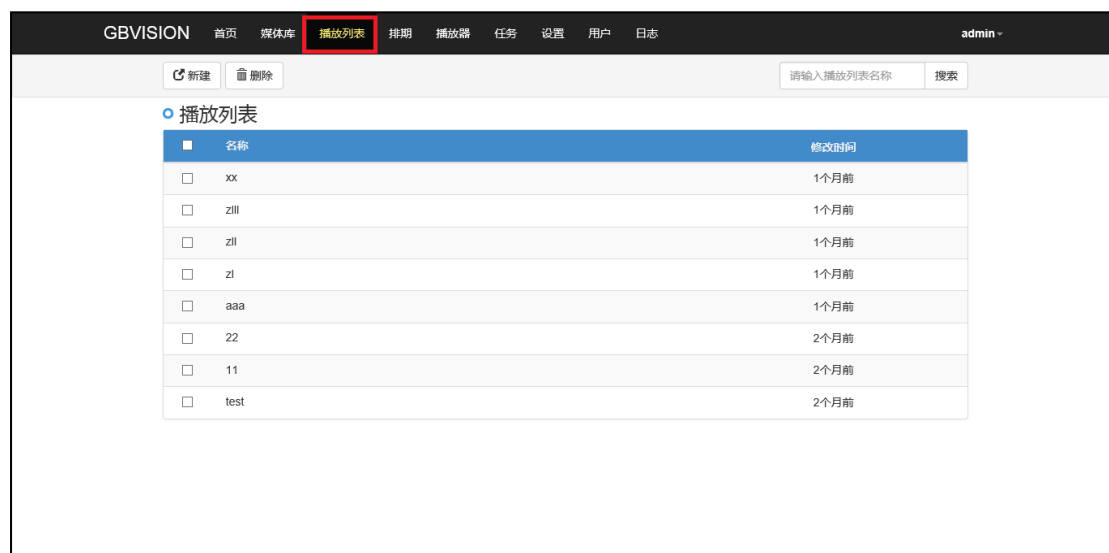 GBVISION 首页 媒体库 播放列表 排期 播放器 任务 设置 用户 日志 admin
新建 删除 请输入播放列表名称 搜索
播放列表
名称 修改时间
xx 1个月前
zlll 1个月前
zll 1个月前
zl 1个月前
aaa 1个月前
22 2个月前
11 2个月前
test 2个月前